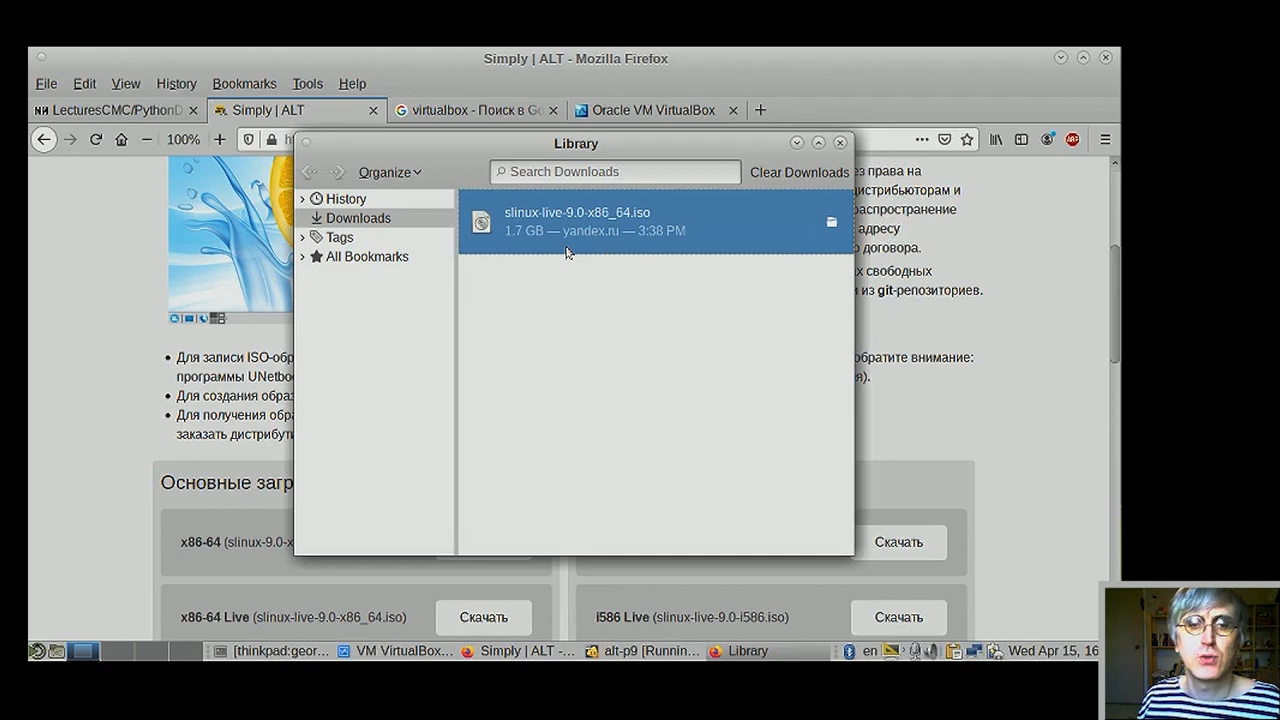 Simply | ALT - Mozilla Firefox
File Edit View History Bookmarks Tools Help
LecturesCMC/PythonD
Simply | ALT
virtualbox - Поиск в Go
Oracle VM VirtualBox
100%
Library
Organize
Search Downloads
Clear Downloads
History
Downloads
Tags
All Bookmarks
slinux-live-9.0-x86_64.iso
1.7 GB — yandex.ru — 3:38 PM
ез права на
дистрибьюторам и
распространение
адресу
о договора.
х свободных
и из git-репозиториев.
• Для записи ISO-обр
обратите внимание:
программы UNetboo
я).
• Для создания образ
• Для получения обра
заказать дистрибути
Основные загр
x86-64 (slinux-9.0-x
Скачать
x86-64 Live (slinux-live-9.0-x86_64.iso)
Скачать
i586 Live (slinux-live-9.0-i586.iso)
Скачать
[thinkpad:geor...
VM VirtualBox...
Simply | ALT -...
alt-p9 [Runnin...
Library
en
Wed Apr 15, 16